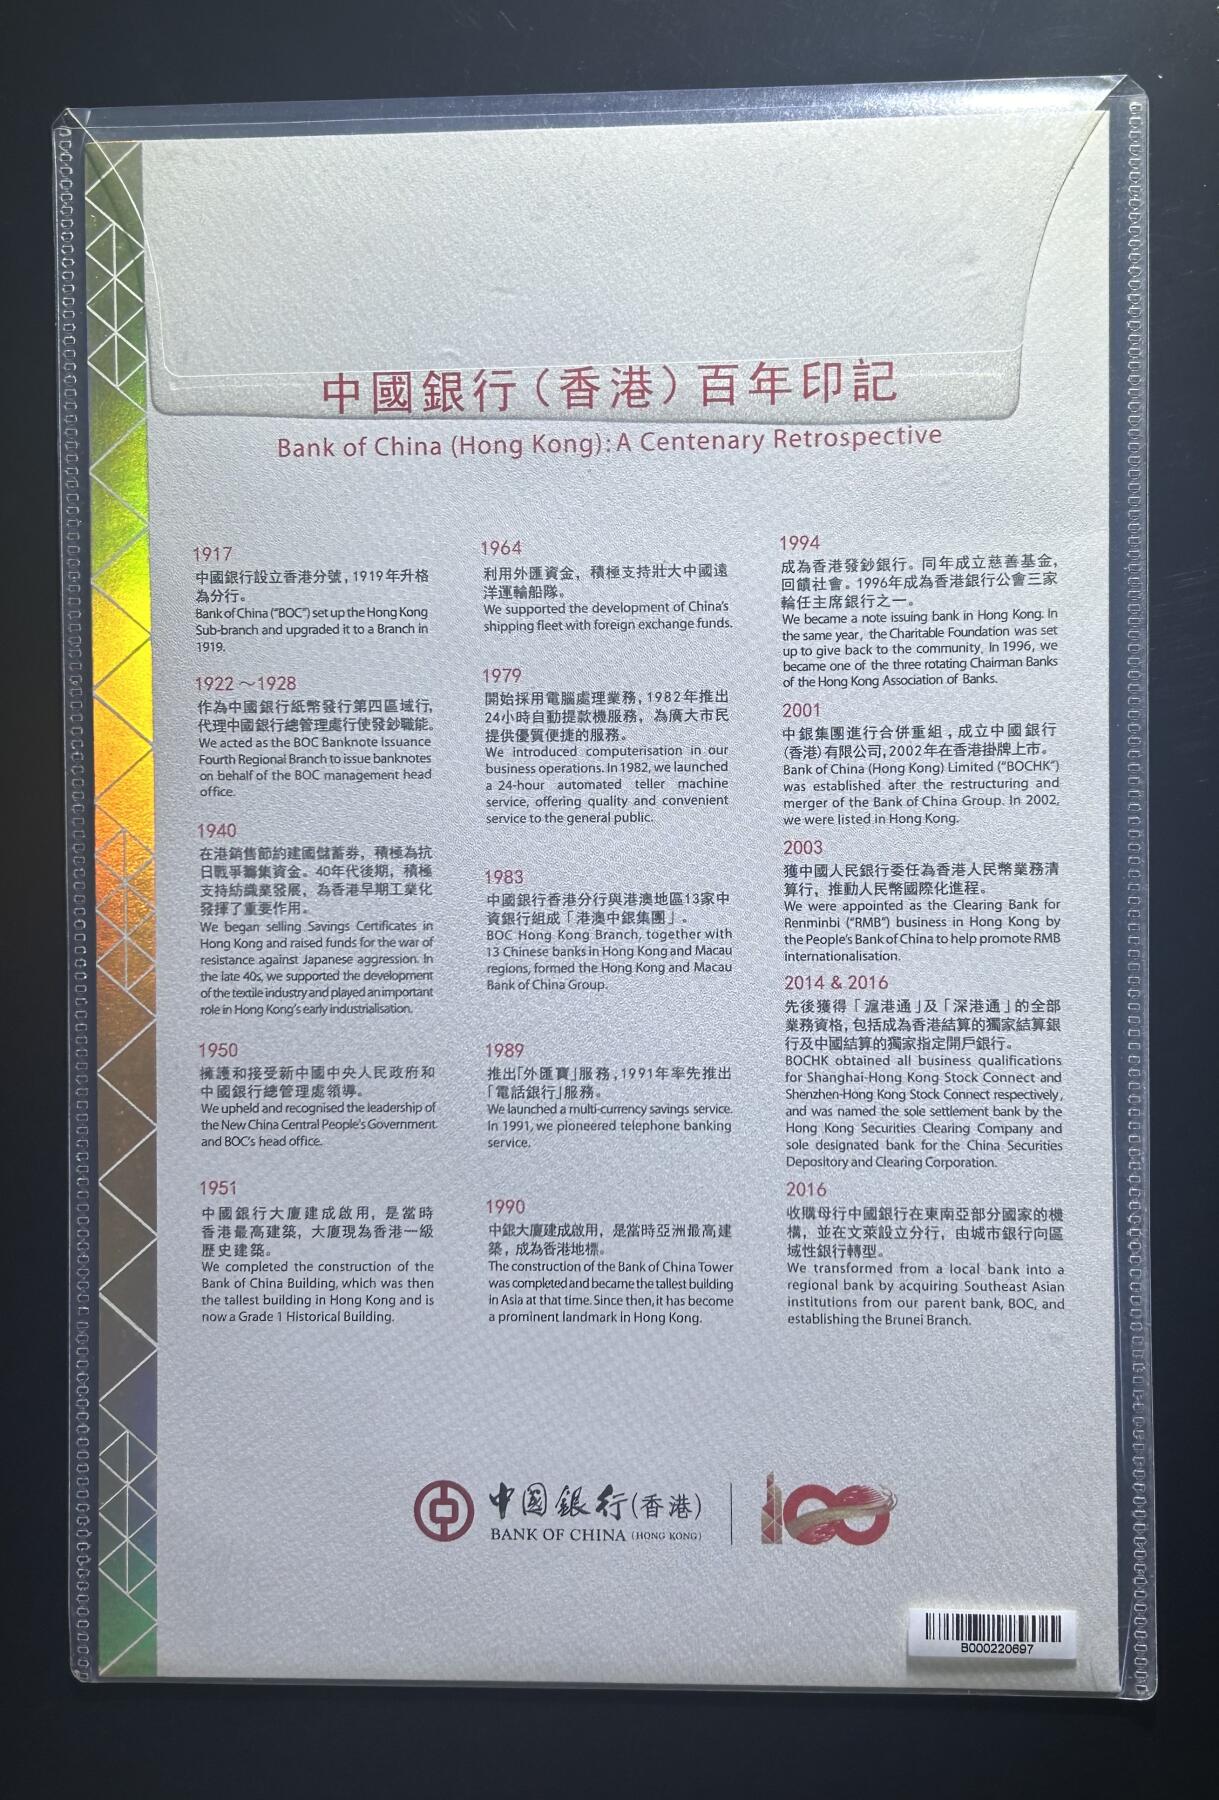 中國銀行（香港）百年印記
Bank of China (Hong Kong): A Centenary Retrospective
1917
中國銀行設立香港分號，1919年升格
為分行。
Bank of China ("BOC") set up the Hong Kong
Sub-branch and upgraded it to a Branch in
1919.
1922～1928
作為中國銀行紙幣發行第四區域行，
代理中國銀行總管理處行使發鈔職能。
We acted as the BOC Banknote Issuance
Fourth Regional Branch to issue banknotes
on behalf of the BOC management head
office.
1940
在港銷售節約建國儲蓄券，積極為抗
日戰爭籌集資金。40年代後期，積極
支持紡織業發展，為香港早期工業化
發揮了重要作用。
We began selling Savings Certificates in
Hong Kong and raised funds for the war of
resistance against Japanese aggression. In
the late 40s, we supported the development
of the textile industry and played an important
role in Hong Kong's early industrialisation.
1950
擁護和接受新中國中央人民政府和
中國銀行總管理處領導。
We upheld and recognised the leadership of
the New China Central People's Government
and BOC's head office.
1951
中國銀行大廈建成啟用，是當時
香港最高建築，大廈現為香港一級
歷史建築。
We completed the construction of the
Bank of China Building, which was then
the tallest building in Hong Kong and is
now a Grade 1 Historical Building.
1964
利用外匯資金，積極支持壯大中國遠
洋運輸船隊。
We supported the development of China's
shipping fleet with foreign exchange funds.
1979
開始採用電腦處理業務，1982年推出
24小時自動提款機服務，為廣大市民
提供優質便捷的服務。
We introduced computerisation in our
business operations. In 1982, we launched
a 24-hour automated teller machine
service, offering quality and convenient
service to the general public.
1983
中國銀行香港分行與港澳地區13家中
資銀行組成「港澳中銀集團」。
BOC Hong Kong Branch, together with
13 Chinese banks in Hong Kong and Macau
regions, formed the Hong Kong and Macau
Bank of China Group.
1989
推出「外匯寶」服務，1991年率先推出
「電話銀行」服務。
We launched a multi-currency savings service.
In 1991, we pioneered telephone banking
service.
1990
中銀大廈建成啟用，是當時亞洲最高建
築，成為香港地標。
The construction of the Bank of China Tower
was completed and became the tallest building
in Asia at that time. Since then, it has become
a prominent landmark in Hong Kong.
1994
成為香港發鈔銀行。同年成立慈善基金，
回饋社會。1996年成為香港銀行公會三家
輪任主席銀行之一。
We became a note issuing bank in Hong Kong. In
the same year, the Charitable Foundation was set
up to give back to the community. In 1996, we
became one of the three rotating Chairman Banks
of the Hong Kong Association of Banks.
2001
中銀集團進行合併重組，成立中國銀行
(香港)有限公司，2002年在香港掛牌上市。
Bank of China (Hong Kong) Limited ("BOCHK")
was established after the restructuring and
merger of the Bank of China Group. In 2002,
we were listed in Hong Kong.
2003
獲中國人民銀行委任為香港人民幣業務清
算行，推動人民幣國際化進程。
We were appointed as the Clearing Bank for
Renminbi ("RMB") business in Hong Kong by
the People's Bank of China to help promote RMB
internationalisation.
2014 & 2016
先後獲得「滬港通」及「深港通」的全部
業務資格，包括成為香港結算的獨家結算銀
行及中國結算的獨家指定開戶銀行。
BOCHK obtained all business qualifications
for Shanghai-Hong Kong Stock Connect and
Shenzhen-Hong Kong Stock Connect respectively,
and was named the sole settlement bank by the
Hong Kong Securities Clearing Company and
sole designated bank for the China Securities
Depository and Clearing Corporation.
2016
收購母行中國銀行在東南亞部分國家的機
構，並在文萊設立分行，由城市銀行向區
域性銀行轉型。
We transformed from a local bank into a
regional bank by acquiring Southeast Asian
institutions from our parent bank, BOC, and
establishing the Brunei Branch.
中國銀行(香港)
BANK OF CHINA (HONG KONG)
100
B000220697